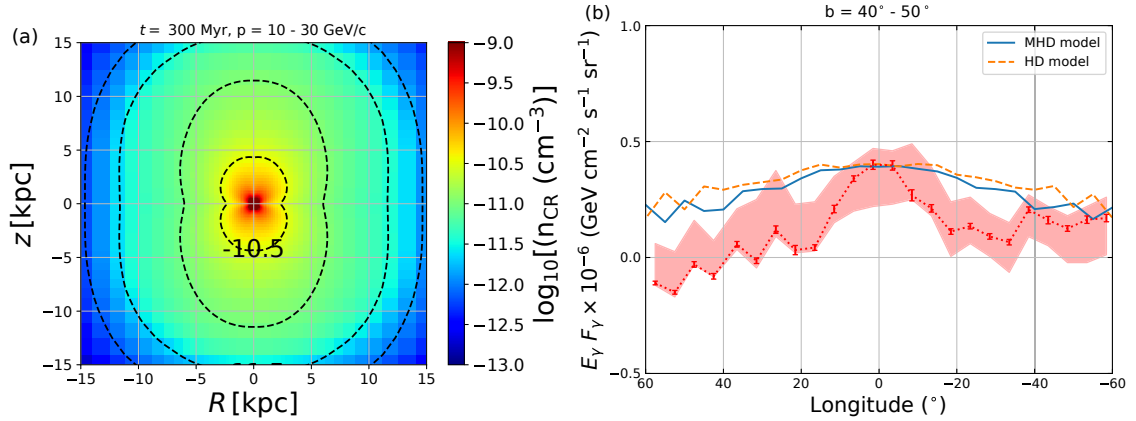 (a)
t = 300 Myr, p = 10 - 30 GeV/c
15
10
5
0
−5
−10
−15
z [kpc]
-10.5
−15 −10 −5 0 5 10 15
R [kpc]
−9.0
−9.5
−10.0
−10.5
−11.0
−11.5
−12.0
−12.5
−13.0
log₁₀[(n_CR (cm⁻³)]
(b)
b = 40° - 50°
MHD model
HD model
1.0
0.5
0.0
−0.5
E_γ F_γ × 10⁻⁶ (GeV cm⁻² s⁻¹ sr⁻¹)
60 40 20 0 −20 −40 −60
Longitude (°)